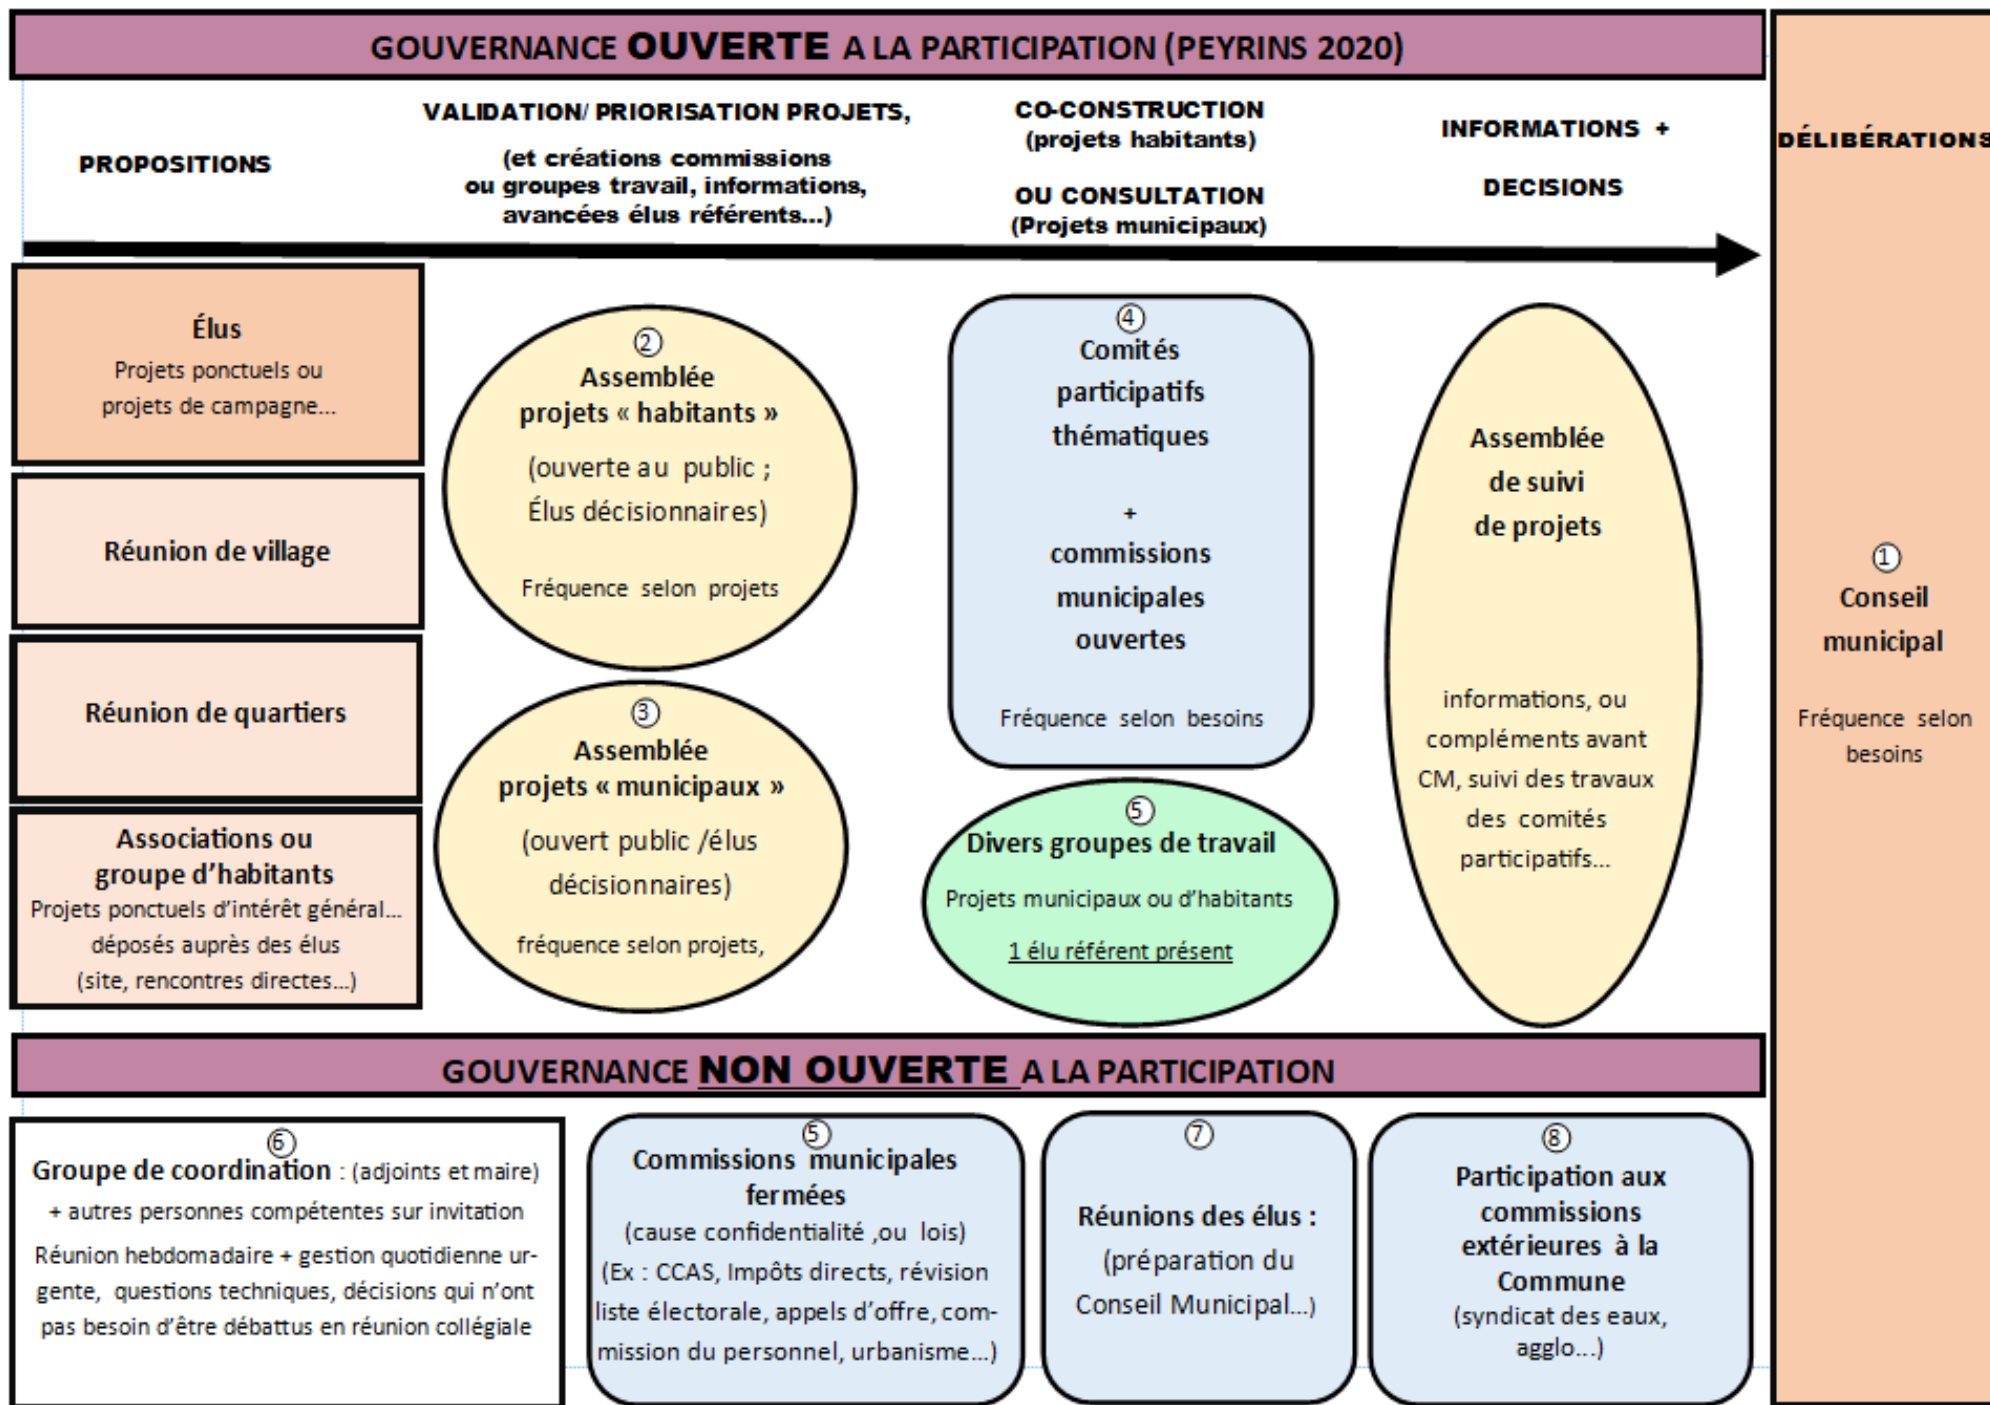 GOUVERNANCE OUVERTE A LA PARTICIPATION (PEYRINS 2020)
PROPOSITIONS
VALIDATION/ PRIORISATION PROJETS,
(et créations commissions
ou groupes travail, informations,
avancées élus référents...)
CO-CONSTRUCTION
(projets habitants)
OU CONSULTATION
(Projets municipaux)
INFORMATIONS +
DECISIONS
DÉLIBÉRATIONS
Élus
Projets ponctuels ou
projets de campagne...
Réunion de village
Réunion de quartiers
Associations ou
groupe d’habitants
Projets ponctuels d’intérêt général...
déposés auprès des élus
(site, rencontres directes...)
2
Assemblée
projets « habitants »
(ouverte au public ;
Élus décisionnaires)
Fréquence selon projets
3
Assemblée
projets « municipaux »
(ouvert public /élus
décisionnaires)
fréquence selon projets,
4
Comités
participatifs
thématiques
+
commissions
municipales
ouvertes
Fréquence selon besoins
5
Divers groupes de travail
Projets municipaux ou d’habitants
1 élu référent présent
Assemblée
de suivi
de projets
informations, ou
compléments avant
CM, suivi des travaux
des comités
participatifs...
1
Conseil
municipal
Fréquence selon
besoins
GOUVERNANCE NON OUVERTE A LA PARTICIPATION
6
Groupe de coordination : (adjoints et maire)
+ autres personnes compétentes sur invitation
Réunion hebdomadaire + gestion quotidienne ur-
gente, questions techniques, décisions qui n’ont
pas besoin d’être débattus en réunion collégiale
5
Commissions municipales
fermées
(cause confidentialité ,ou lois)
(Ex : CCAS, Impôts directs, révision
liste électorale, appels d’offre, com-
mission du personnel, urbanisme...)
7
Réunions des élus :
(préparation du
Conseil Municipal...)
8
Participation aux
commissions
extérieures à la
Commune
(syndicat des eaux,
agglo...)